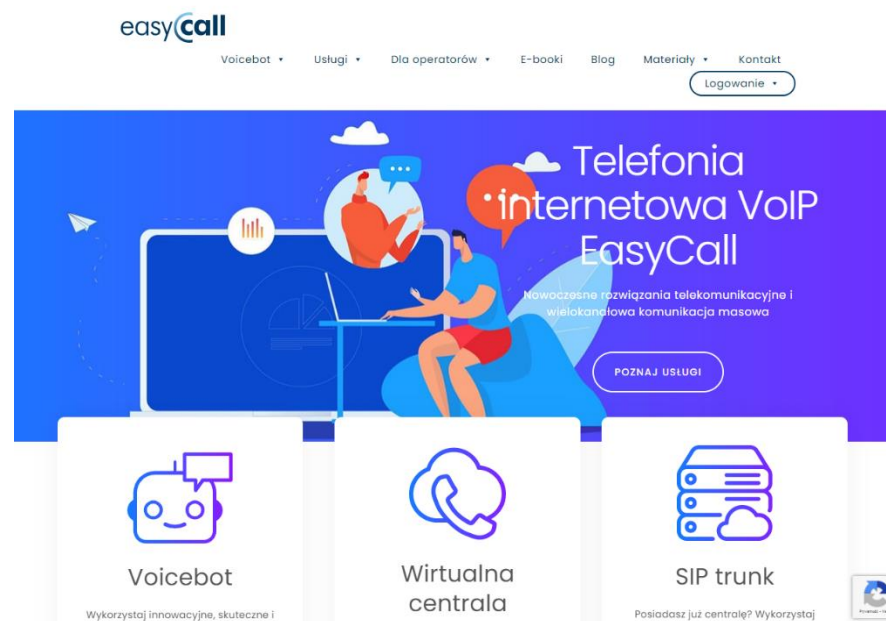 easycall
Voicebot
Usługi
Dla operatorów
E-booki
Blog
Materiały
Kontakt
Logowanie
Telefonia
internetowa VoIP
EasyCall
Nowoczesne rozwiązania telekomunikacyjne i
wielokanałowa komunikacja masowa
POZNAJ USŁUGI
Voicebot
Wykorzystaj innowacyjne, skuteczne i
Wirtualna
centrala
SIP trunk
Posiadasz już centralę? Wykorzystaj